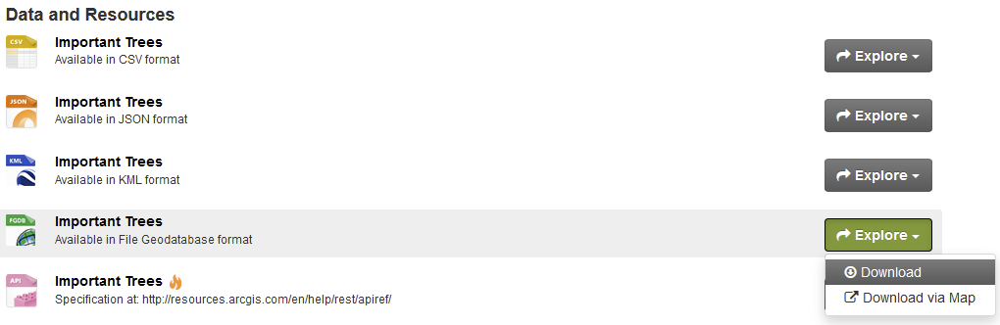 Data and Resources
CSV
Important Trees
Available in CSV format
Explore
JSON
Important Trees
Available in JSON format
Explore
KML
Important Trees
Available in KML format
Explore
FGDB
Important Trees
Available in File Geodatabase format
Explore
Download
Download via Map
API
Important Trees
Specification at: http://resources.arcgis.com/en/help/rest/apiref/